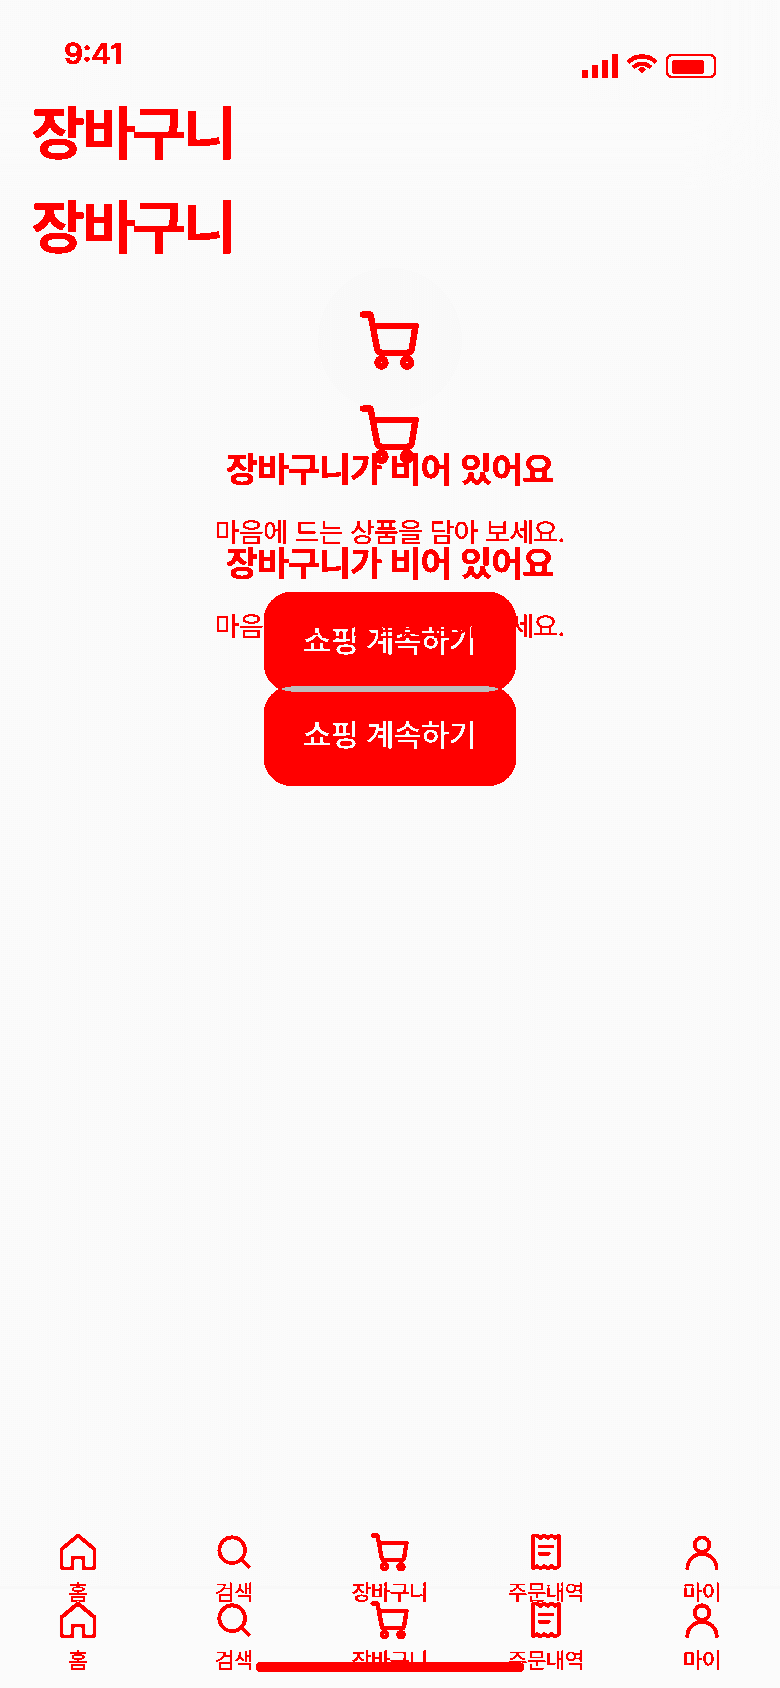 9:41
장바구니
장바구니
장바구니가 비어 있어요
마음에 드는 상품을 담아 보세요.
장바구니가 비어 있어요
마음 세요.
쇼핑 계속하기
쇼핑 계속하기
홈 검색 장바구니 주문내역 마이
홈 검색 장바구니 주문내역 마이